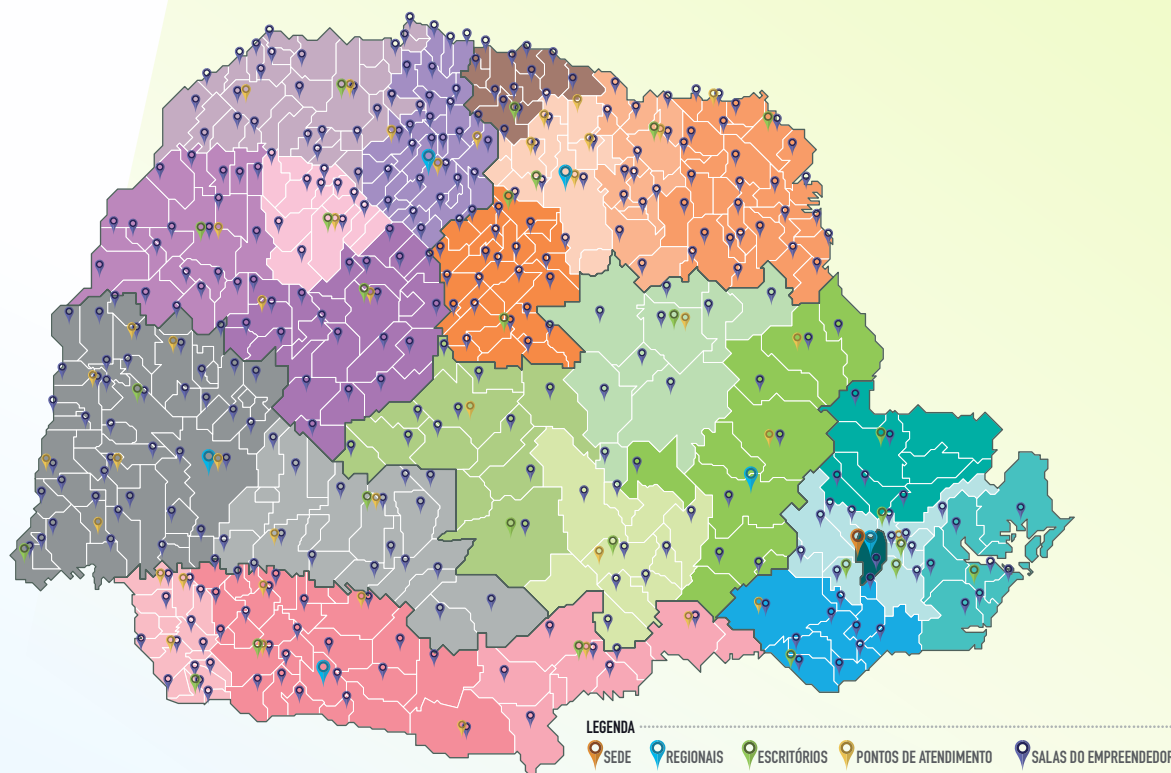 LEGENDA
SEDE REGIONAIS ESCRITÓRIOS PONTOS DE ATENDIMENTO SALAS DO EMPREENDEDOR